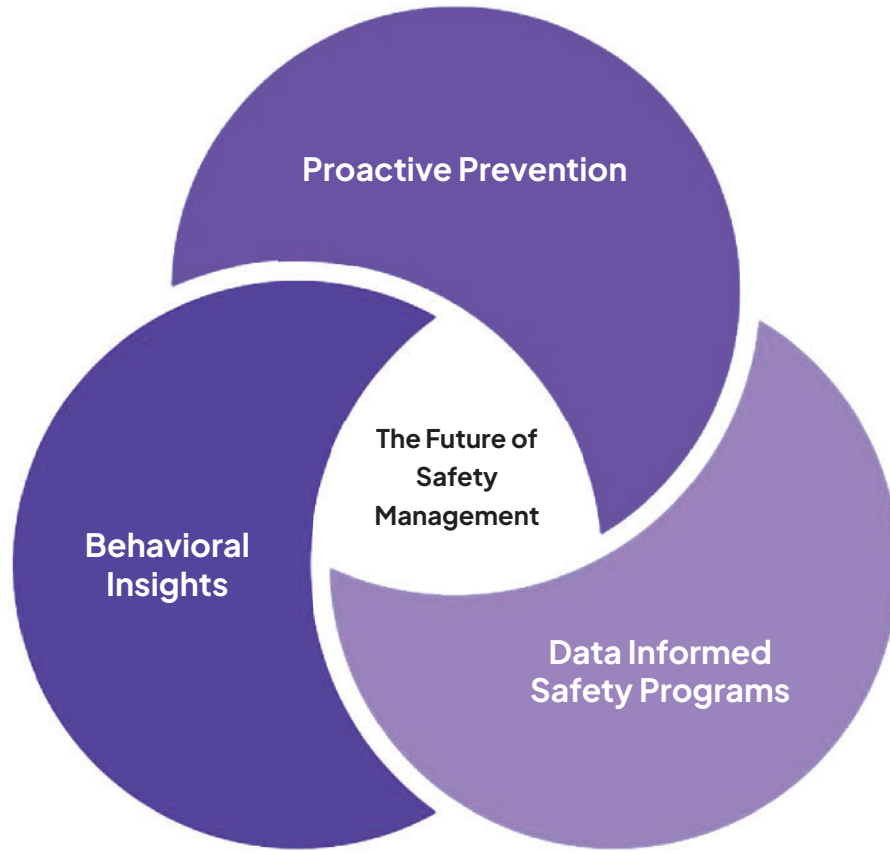 Proactive Prevention
The Future of
Safety
Management
Behavioral
Insights
Data Informed
Safety Programs